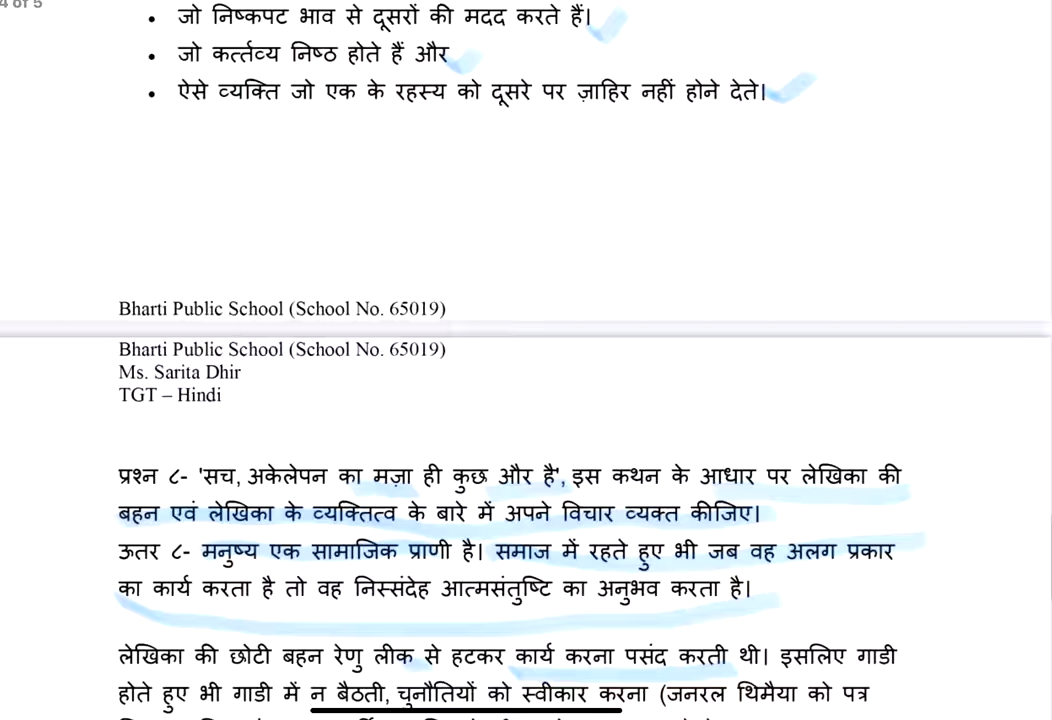 4 of 5
• जो निष्कपट भाव से दूसरों की मदद करते हैं।
• जो कर्त्तव्य निष्ठ होते हैं और
• ऐसे व्यक्ति जो एक के रहस्य को दूसरे पर ज़ाहिर नहीं होने देते।
Bharti Public School (School No. 65019)
Bharti Public School (School No. 65019)
Ms. Sarita Dhir
TGT – Hindi
प्रश्न ८- 'सच, अकेलेपन का मज़ा ही कुछ और है', इस कथन के आधार पर लेखिका की
बहन एवं लेखिका के व्यक्तित्व के बारे में अपने विचार व्यक्त कीजिए।
ऊतर ८- मनुष्य एक सामाजिक प्राणी है। समाज में रहते हुए भी जब वह अलग प्रकार
का कार्य करता है तो वह निस्संदेह आत्मसंतुष्टि का अनुभव करता है।
लेखिका की छोटी बहन रेणु लीक से हटकर कार्य करना पसंद करती थी। इसलिए गाडी
होते हुए भी गाडी में न बैठती, चुनौतियों को स्वीकार करना (जनरल थिमैया को पत्र